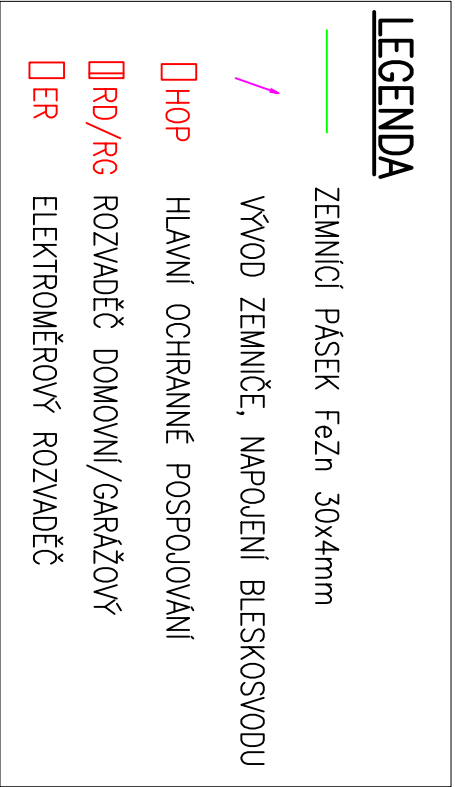 LEGENDA
ZEMNÍCÍ PÁSEK FeZn 30x4mm
VÝVOD ZEMNIČE, NAPOJENÍ BLESKOSVODU
HOP HLAVNÍ OCHRANNÉ POSPOJOVÁNÍ
RD/RG ROZVADĚČ DOMOVNÍ/GARÁŽOVÝ
ER ELEKTROMĚROVÝ ROZVADĚČ